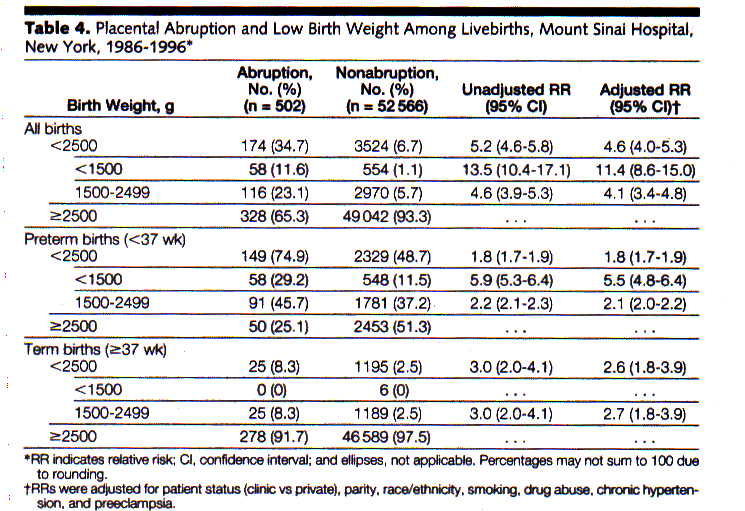 Table 4. Placental Abruption and Low Birth Weight Among Livebirths, Mount Sinai Hospital,
New York, 1986-1996*
Abruption, Nonabruption,
No. (%) No. (%) Unadjusted RR Adjusted RR
Birth Weight, g (n = 502) (n = 52 566) (95% CI) (95% CI)†
All births
<2500 174 (34.7) 3524 (6.7) 5.2 (4.6-5.8) 4.6 (4.0-5.3)
<1500 58 (11.6) 554 (1.1) 13.5 (10.4-17.1) 11.4 (8.6-15.0)
1500-2499 116 (23.1) 2970 (5.7) 4.6 (3.9-5.3) 4.1 (3.4-4.8)
≥2500 328 (65.3) 49 042 (93.3) . . . . . .
Preterm births (<37 wk)
<2500 149 (74.9) 2329 (48.7) 1.8 (1.7-1.9) 1.8 (1.7-1.9)
<1500 58 (29.2) 548 (11.5) 5.9 (5.3-6.4) 5.5 (4.8-6.4)
1500-2499 91 (45.7) 1781 (37.2) 2.2 (2.1-2.3) 2.1 (2.0-2.2)
≥2500 50 (25.1) 2453 (51.3) . . . . . .
Term births (≥37 wk)
<2500 25 (8.3) 1195 (2.5) 3.0 (2.0-4.1) 2.6 (1.8-3.9)
<1500 0 (0) 6 (0) . . . . . .
1500-2499 25 (8.3) 1189 (2.5) 3.0 (2.0-4.1) 2.7 (1.8-3.9)
≥2500 278 (91.7) 46 589 (97.5) . . . . . .
*RR indicates relative risk; CI, confidence interval; and ellipses, not applicable. Percentages may not sum to 100 due
to rounding.
†RRs were adjusted for patient status (clinic vs private), parity, race/ethnicity, smoking, drug abuse, chronic hyperten-
sion, and preeclampsia.